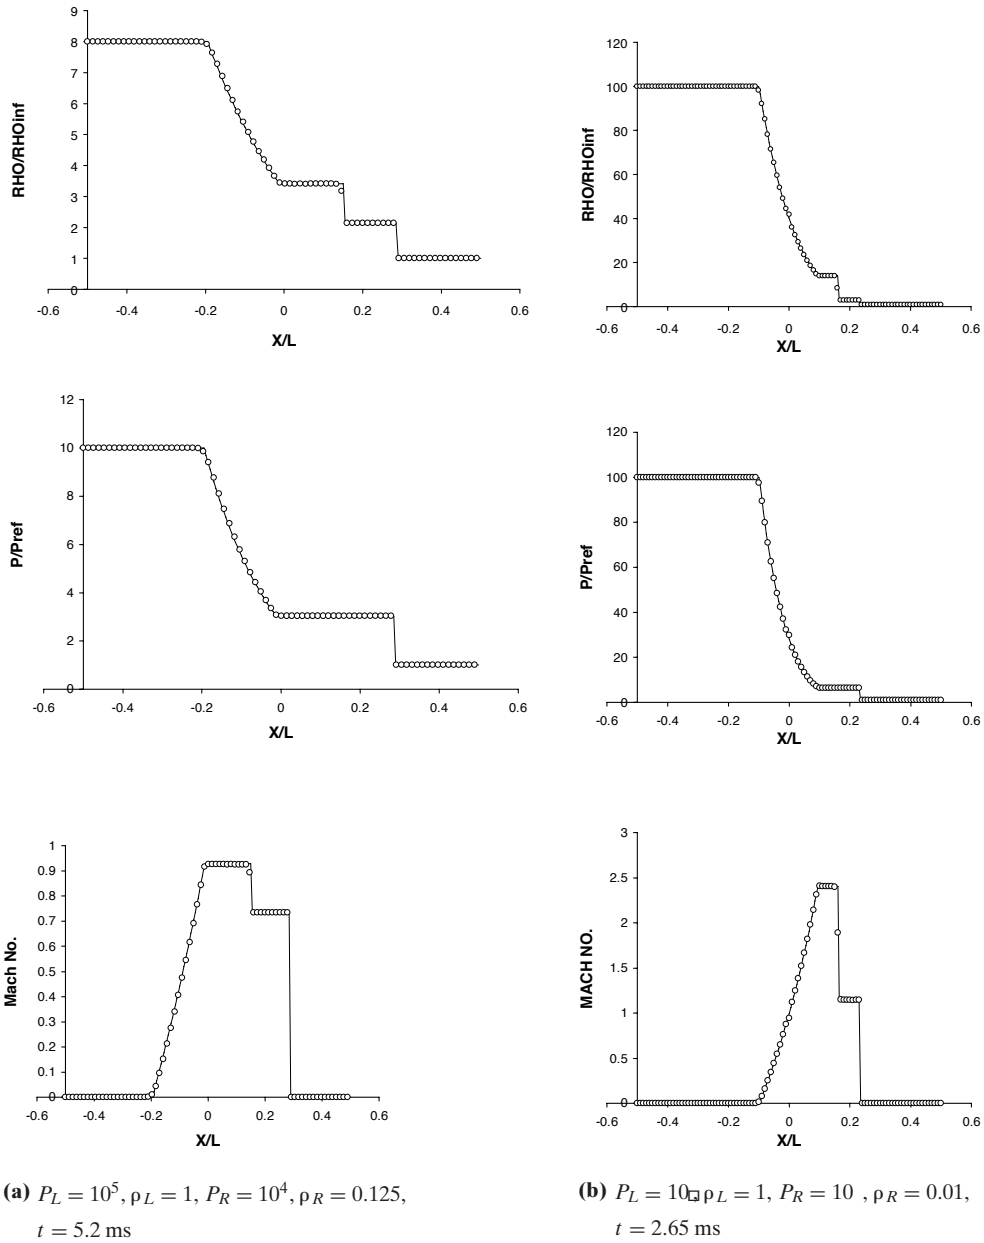 9
8
7
6
5
4
3
2
1
0
RHO/RHOinf
-0.6 -0.4 -0.2 0 0.2 0.4 0.6
X/L
120
100
80
60
40
20
0
RHO/RHOinf
-0.6 -0.4 -0.2 0 0.2 0.4 0.6
X/L
12
10
8
6
4
2
0
P/Pref
-0.6 -0.4 -0.2 0 0.2 0.4 0.6
X/L
120
100
80
60
40
20
0
P/Pref
-0.6 -0.4 -0.2 0 0.2 0.4 0.6
X/L
1
0.9
0.8
0.7
0.6
0.5
0.4
0.3
0.2
0.1
0
Mach No.
-0.6 -0.4 -0.2 0 0.2 0.4 0.6
X/L
3
2.5
2
1.5
1
0.5
0
MACH NO.
-0.6 -0.4 -0.2 0 0.2 0.4 0.6
X/L
(a) P_L = 10⁵, ρ_L = 1, P_R = 10⁴, ρ_R = 0.125,
t = 5.2 ms
(b) P_L = 10, ρ_L = 1, P_R = 10 , ρ_R = 0.01,
t = 2.65 ms